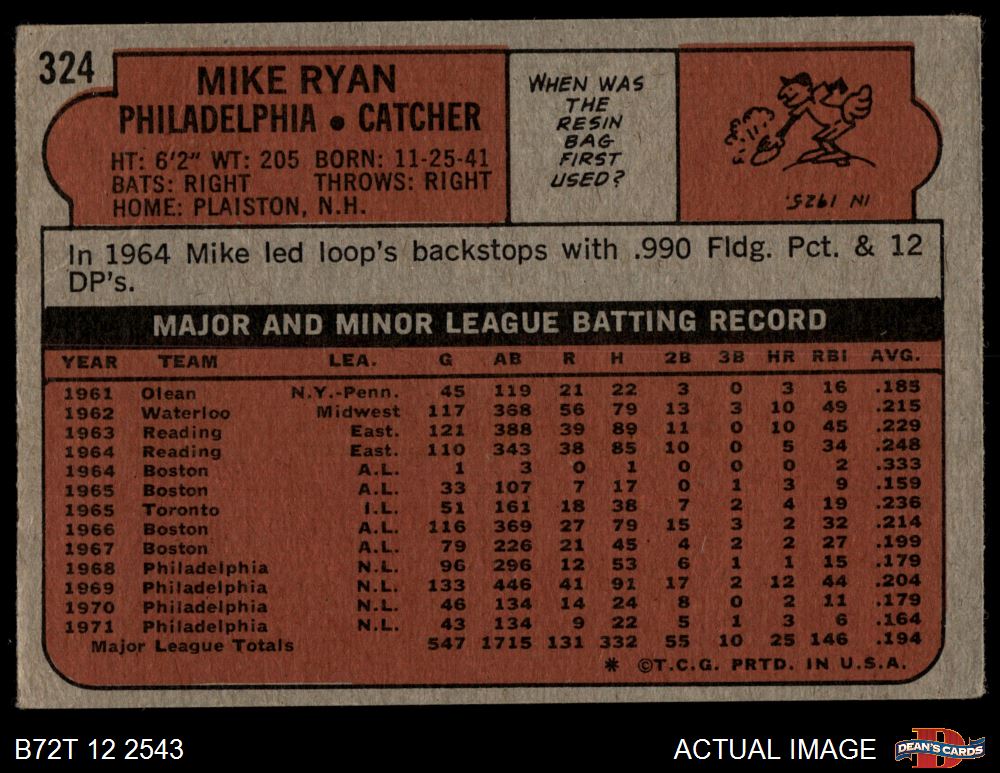 324
MIKE RYAN
PHILADELPHIA • CATCHER
HT: 6'2" WT: 205 BORN: 11-25-41
BATS: RIGHT THROWS: RIGHT
HOME: PLAISTON, N.H.
WHEN WAS
THE
RESIN
BAG
FIRST
USED?
IN 1925.
In 1964 Mike led loop's backstops with .990 Fldg. Pct. & 12
DP's.
MAJOR AND MINOR LEAGUE BATTING RECORD
YEAR TEAM LEA. G AB R H 2B 3B HR RBI AVG.
1961 Olean N.Y.-Penn. 45 119 21 22 3 0 3 16 .185
1962 Waterloo Midwest 117 368 56 79 13 3 10 49 .215
1963 Reading East. 121 388 39 89 11 0 10 45 .229
1964 Reading East. 110 343 38 85 10 0 5 34 .248
1964 Boston A.L. 1 3 0 1 0 0 0 2 .333
1965 Boston A.L. 33 107 7 17 0 1 3 9 .159
1965 Toronto I.L. 51 161 18 38 7 2 4 19 .236
1966 Boston A.L. 116 369 27 79 15 3 2 32 .214
1967 Boston A.L. 79 226 21 45 4 2 2 27 .199
1968 Philadelphia N.L. 96 296 12 53 6 1 1 15 .179
1969 Philadelphia N.L. 133 446 41 91 17 2 12 44 .204
1970 Philadelphia N.L. 46 134 14 24 8 0 2 11 .179
1971 Philadelphia N.L. 43 134 9 22 5 1 3 6 .164
Major League Totals 547 1715 131 332 55 10 25 146 .194
* ©T.C.G. PRTD. IN U.S.A.
B72T 12 2543
ACTUAL IMAGE
D
DEAN'S CARDS